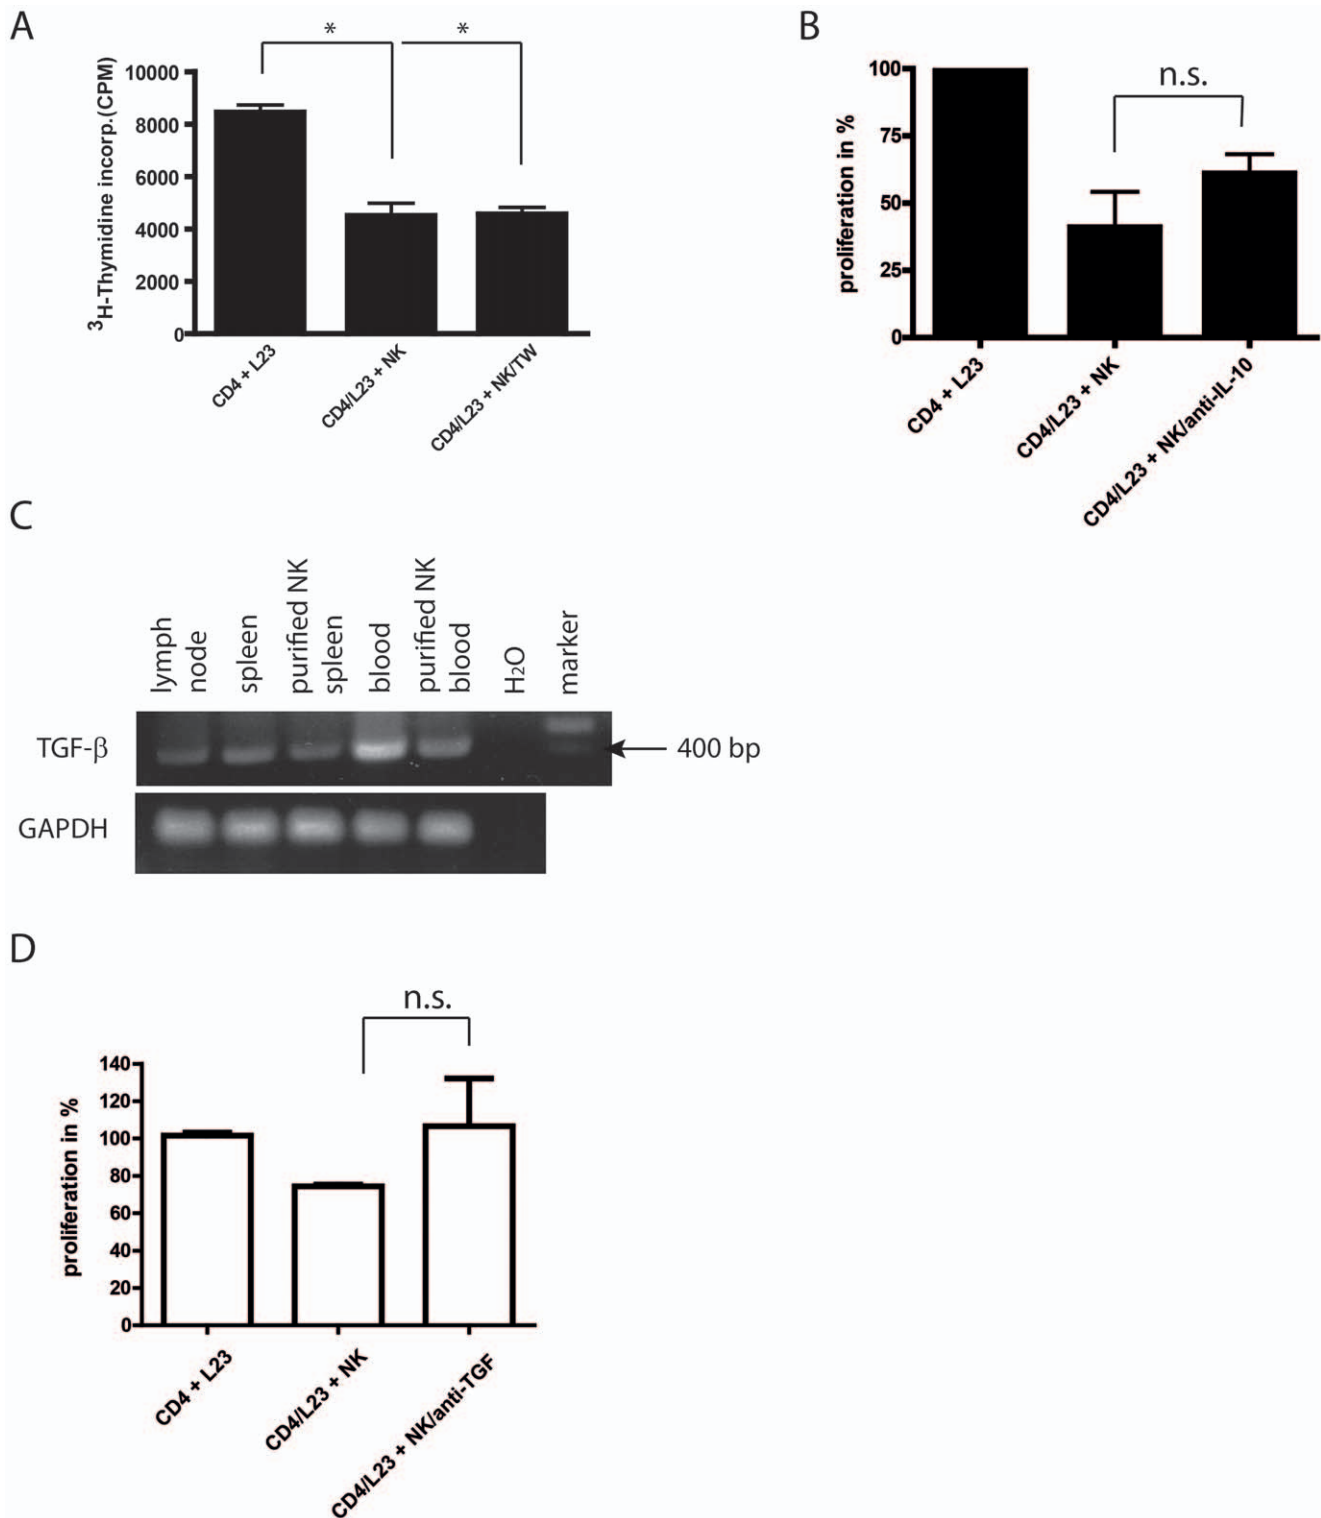 A
* *
³H-Thymidine incorp.(CPM)
10000
8000
6000
4000
2000
0
CD4 + L23
CD4/L23 + NK
CD4/L23 + NK/TW
B
n.s.
proliferation in %
100
75
50
25
0
CD4 + L23
CD4/L23 + NK
CD4/L23 + NK/anti-IL-10
C
lymph
node
spleen
purified NK
spleen
blood
purified NK
blood
H₂O
marker
TGF-β
400 bp
GAPDH
D
n.s.
proliferation in %
140
120
100
80
60
40
20
0
CD4 + L23
CD4/L23 + NK
CD4/L23 + NK/anti-TGF